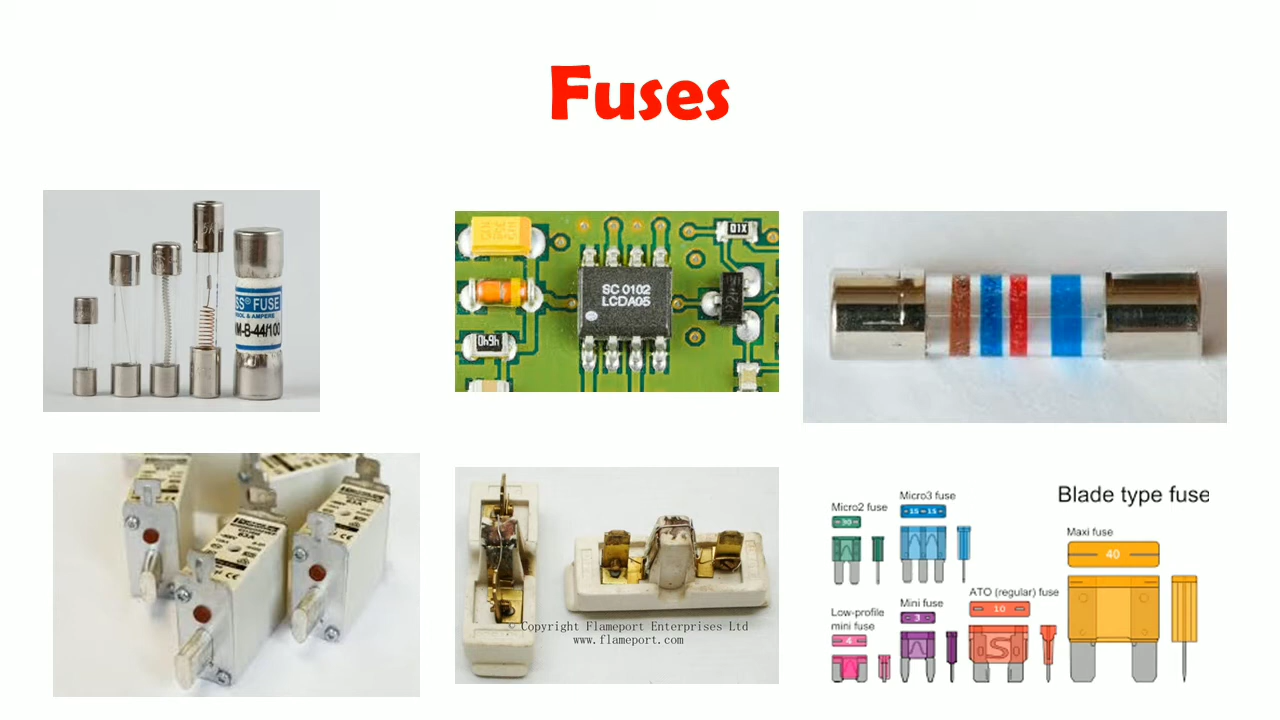 Fuses
SS® FUSE
M-B-44/100
SC 0102
LCDA05
01X
63A
© Copyright Flameport Enterprises Ltd
www.flameport.com
Blade type fuse
Micro2 fuse
30
Micro3 fuse
15 15
Maxi fuse
40
Low-profile
mini fuse
4
Mini fuse
3
ATO (regular) fuse
10